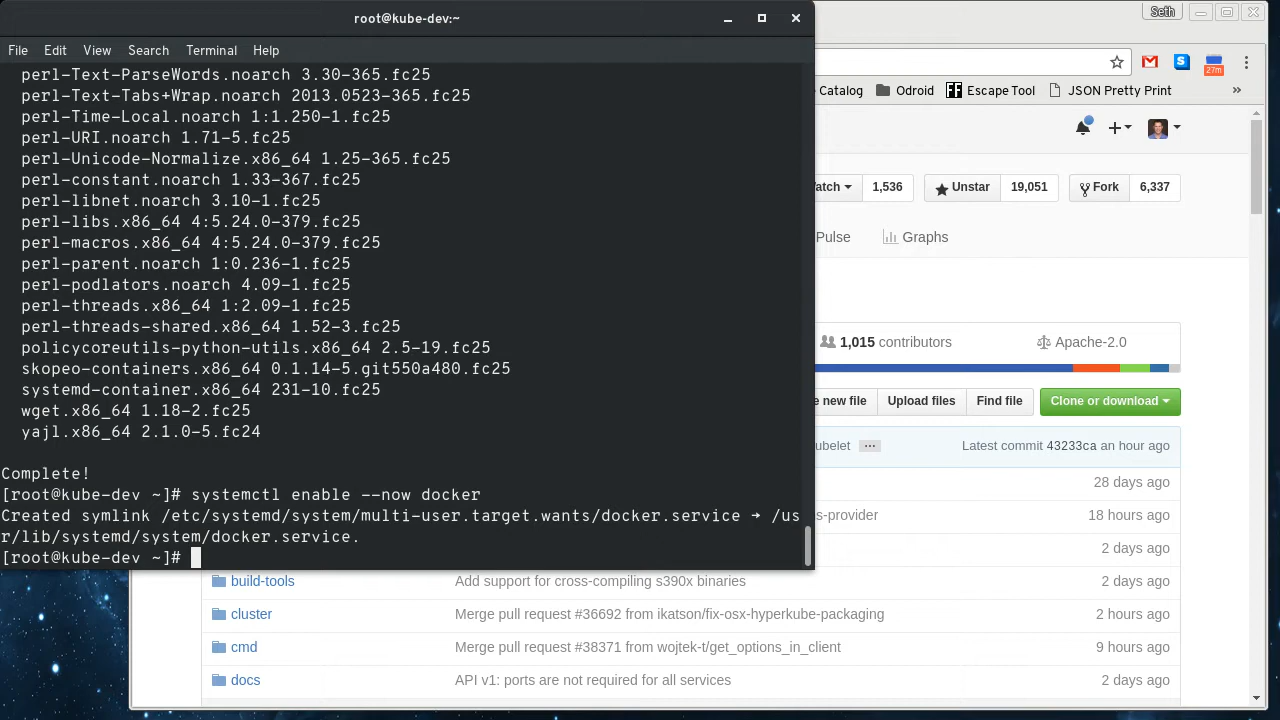 root@kube-dev:~
File Edit View Search Terminal Help
perl-Text-ParseWords.noarch 3.30-365.fc25
perl-Text-Tabs+Wrap.noarch 2013.0523-365.fc25
perl-Time-Local.noarch 1:1.250-1.fc25
perl-URI.noarch 1.71-5.fc25
perl-Unicode-Normalize.x86_64 1.25-365.fc25
perl-constant.noarch 1.33-367.fc25
perl-libnet.noarch 3.10-1.fc25
perl-libs.x86_64 4:5.24.0-379.fc25
perl-macros.x86_64 4:5.24.0-379.fc25
perl-parent.noarch 1:0.236-1.fc25
perl-podlators.noarch 4.09-1.fc25
perl-threads.x86_64 1:2.09-1.fc25
perl-threads-shared.x86_64 1.52-3.fc25
policycoreutils-python-utils.x86_64 2.5-19.fc25
skopeo-containers.x86_64 0.1.14-5.git550a480.fc25
systemd-container.x86_64 231-10.fc25
wget.x86_64 1.18-2.fc25
yajl.x86_64 2.1.0-5.fc24
Complete!
[root@kube-dev ~]# systemctl enable --now docker
Created symlink /etc/systemd/system/multi-user.target.wants/docker.service → /us
r/lib/systemd/system/docker.service.
[root@kube-dev ~]#
Seth
27m
Catalog Odroid FF Escape Tool JSON Pretty Print »
atch 1,536 Unstar 19,051 Fork 6,337
Pulse Graphs
1,015 contributors Apache-2.0
e new file Upload files Find file Clone or download
ubelet ... Latest commit 43233ca an hour ago
28 days ago
s-provider 18 hours ago
2 days ago
build-tools Add support for cross-compiling s390x binaries 2 days ago
cluster Merge pull request #36692 from ikatson/fix-osx-hyperkube-packaging 2 hours ago
cmd Merge pull request #38371 from wojtek-t/get_options_in_client 9 hours ago
docs API v1: ports are not required for all services 2 days ago